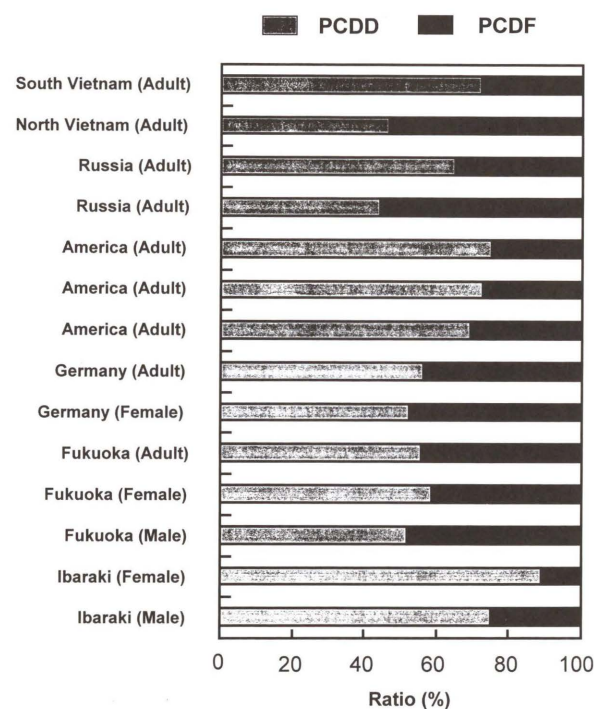 PCDD PCDF
South Vietnam (Adult)
North Vietnam (Adult)
Russia (Adult)
Russia (Adult)
America (Adult)
America (Adult)
America (Adult)
Germany (Adult)
Germany (Female)
Fukuoka (Adult)
Fukuoka (Female)
Fukuoka (Male)
Ibaraki (Female)
Ibaraki (Male)
0 20 40 60 80 100
Ratio (%)